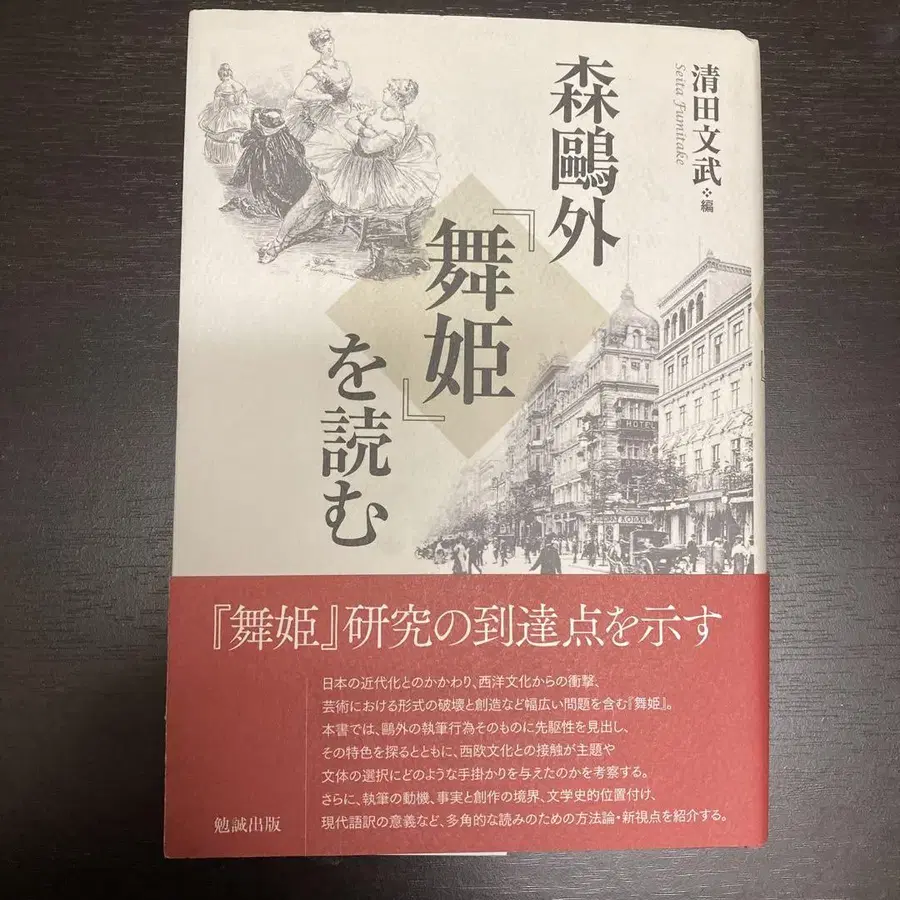 清田文武・編
Seita Fumitake
森鷗外
『舞姫』
を読む
HOTEL
『舞姫』研究の到達点を示す
日本の近代化とのかかわり、西洋文化からの衝撃、
芸術における形式の破壊と創造など幅広い問題を含む『舞姫』。
本書では、鷗外の執筆行為そのものに先駆性を見出し、
その特色を探るとともに、西欧文化との接触が主題や
文体の選択にどのような手掛かりを与えたのかを考察する。
さらに、執筆の動機、事実と創作の境界、文学史的位置付け、
現代語訳の意義など、多角的な読みのための方法論・新視点を紹介する。
勉誠出版